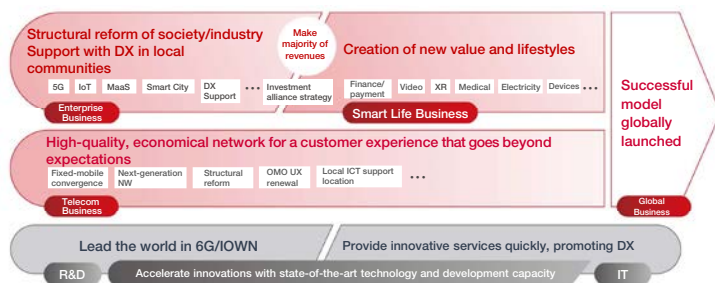 Structural reform of society/industry
Support with DX in local
communities
Make
majority of
revenues
Creation of new value and lifestyles
5G
IoT
MaaS
Smart City
DX
Support
•••
Investment
alliance strategy
Finance/
payment
Video
XR
Medical
Electricity
Devices
•••
Enterprise
Business
Smart Life Business
Successful
model
globally
launched
High-quality, economical network for a customer experience that goes beyond
expectations
Fixed-mobile
convergence
Next-generation
NW
Structural
reform
OMO UX
renewal
Local ICT support
location
•••
Telecom
Business
Global
Business
Lead the world in 6G/IOWN
Provide innovative services quickly, promoting DX
R&D
Accelerate innovations with state-of-the-art technology and development capacity
IT